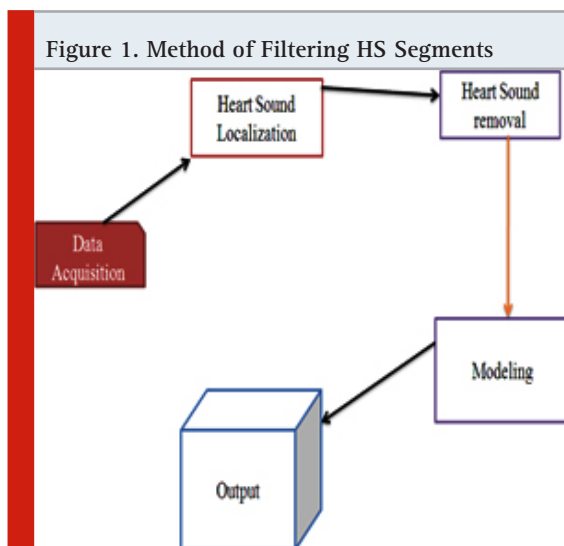 Figure 1. Method of Filtering HS Segments
Heart Sound
Localization
Heart Sound
removal
Data
Acquisition
Modeling
Output